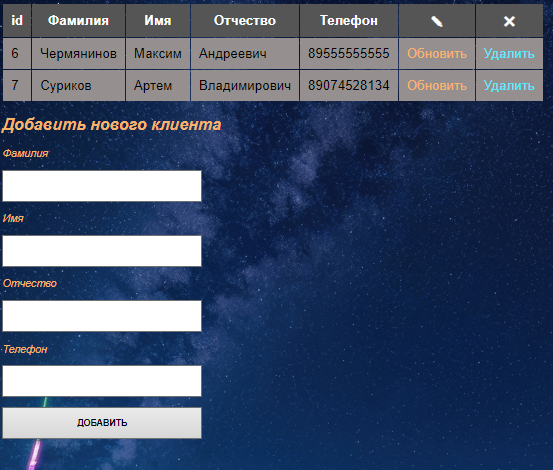 id Фамилия Имя Отчество Телефон
6 Чермянинов Максим Андреевич 89555555555 Обновить Удалить
7 Суриков Артем Владимирович 89074528134 Обновить Удалить
Добавить нового клиента
Фамилия
Имя
Отчество
Телефон
ДОБАВИТЬ